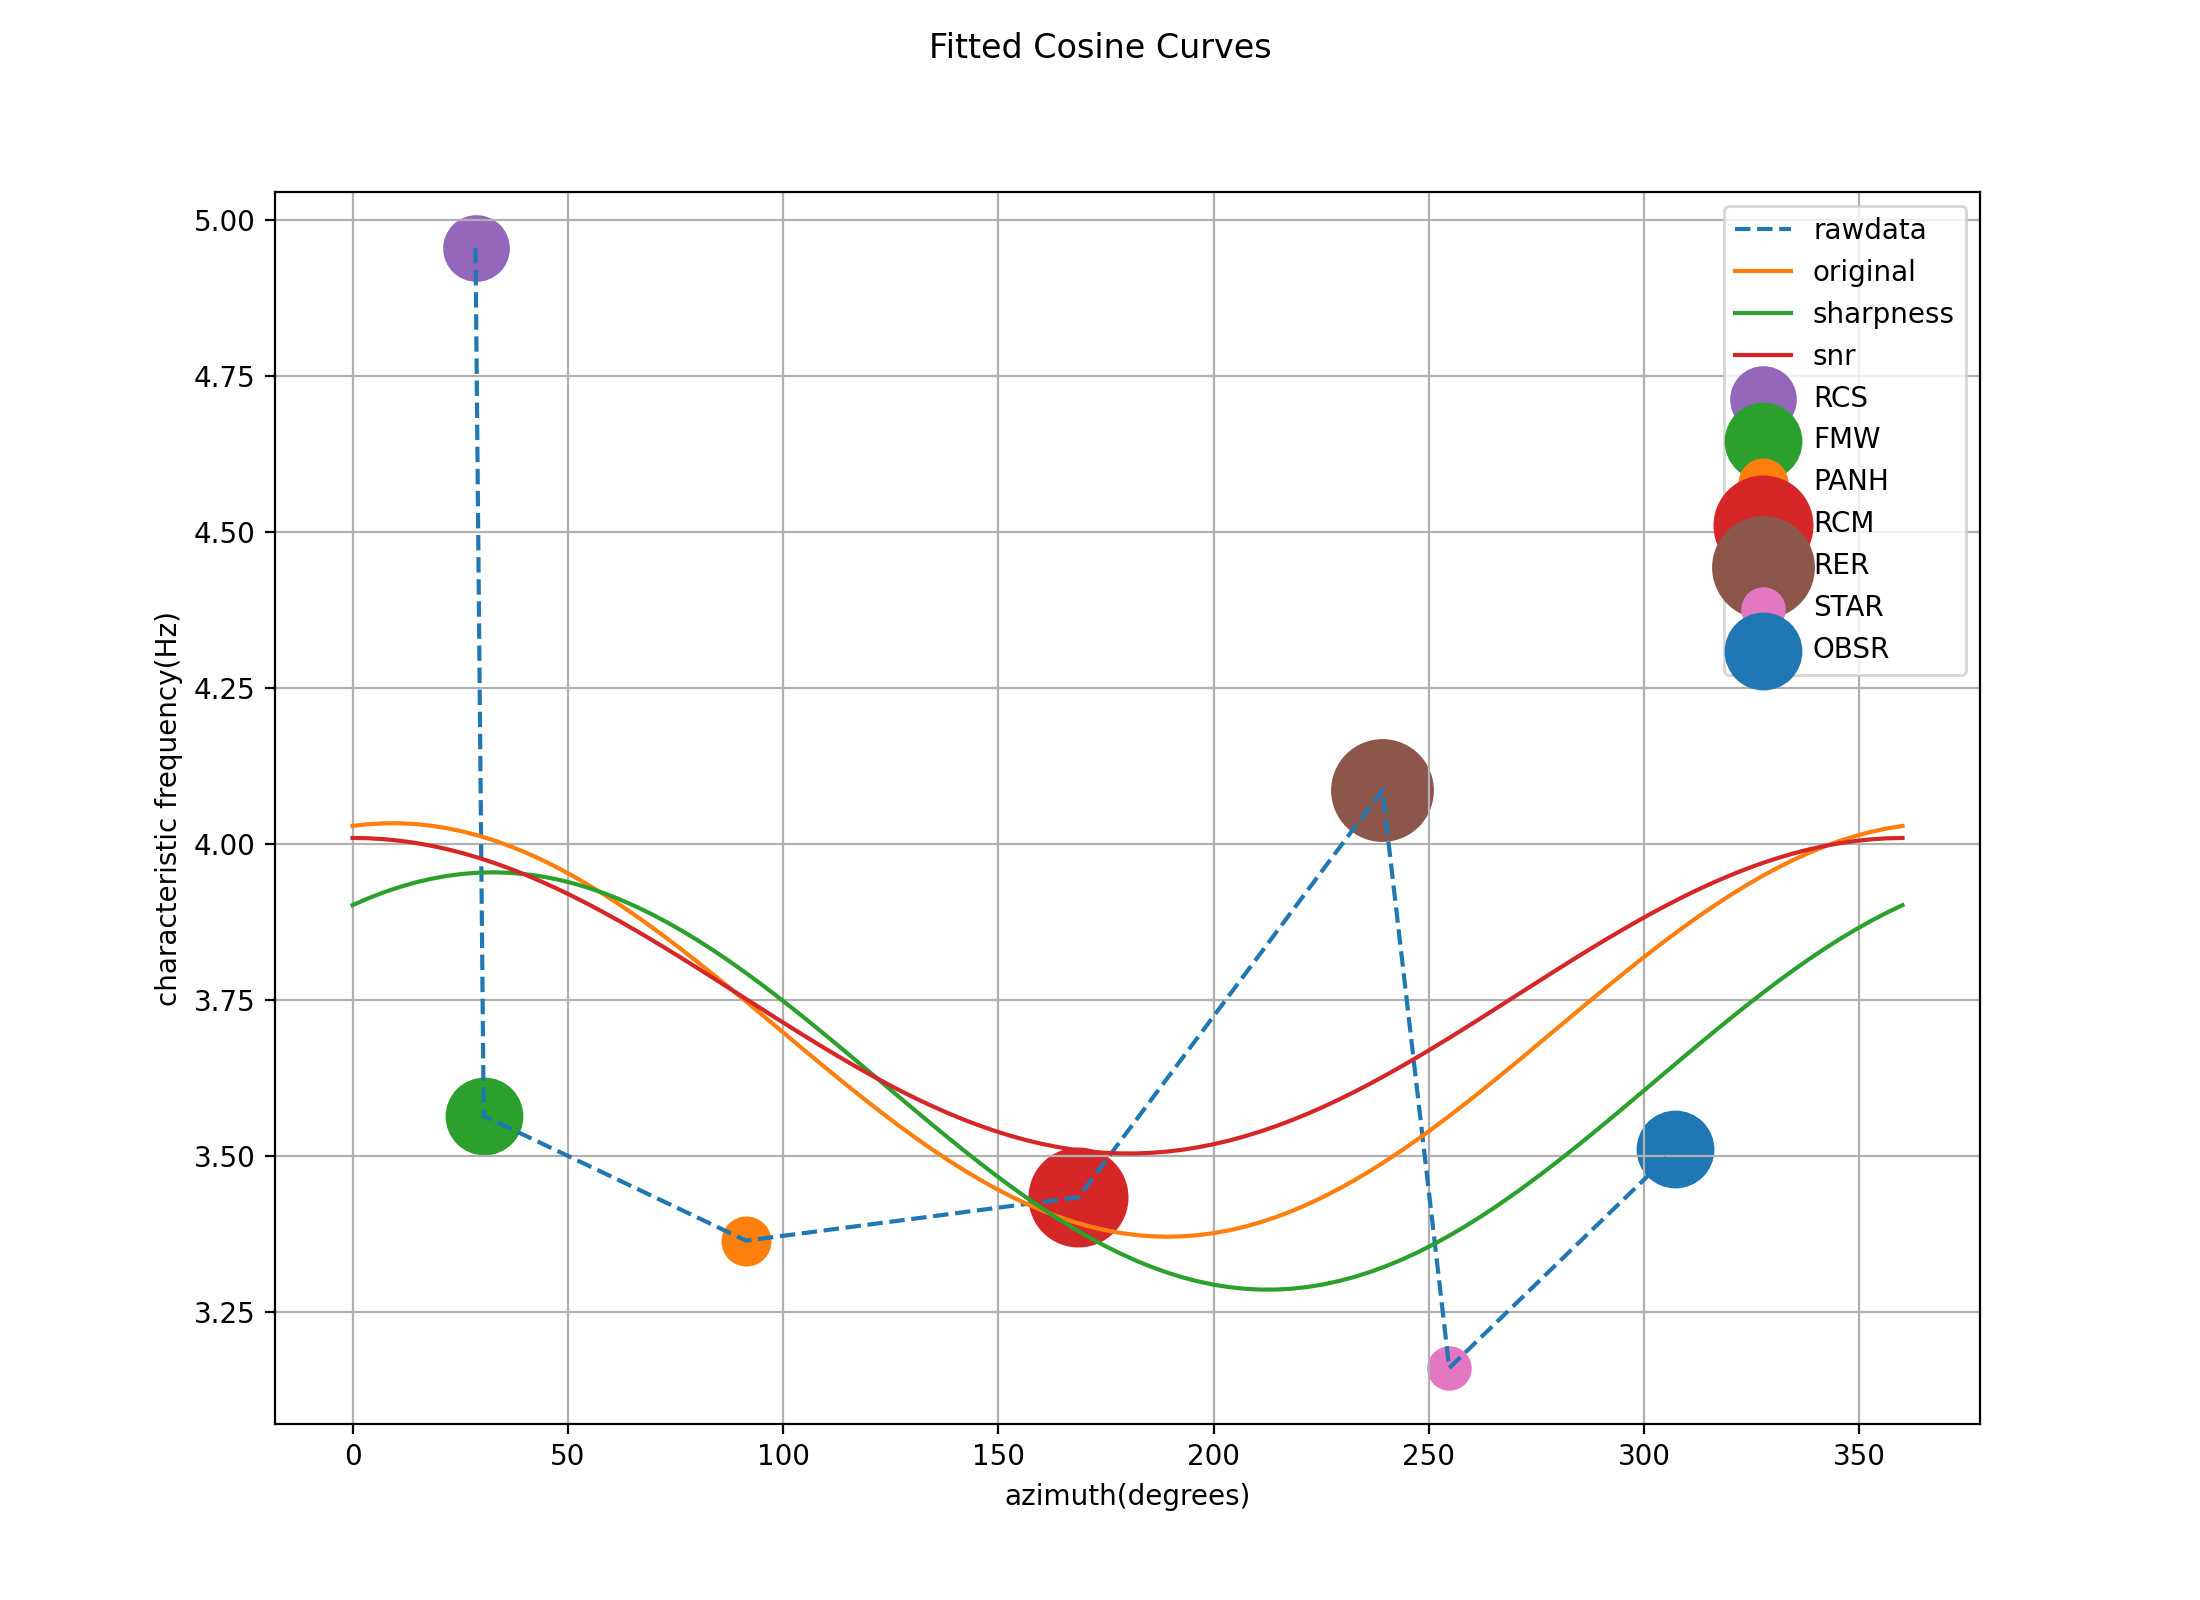 Fitted Cosine Curves
5.00
4.75
4.50
4.25
4.00
3.75
3.50
3.25
characteristic frequency(Hz)
rawdata
original
sharpness
snr
RCS
FMW
PANH
RCM
RER
STAR
OBSR
0 50 100 150 200 250 300 350
azimuth(degrees)